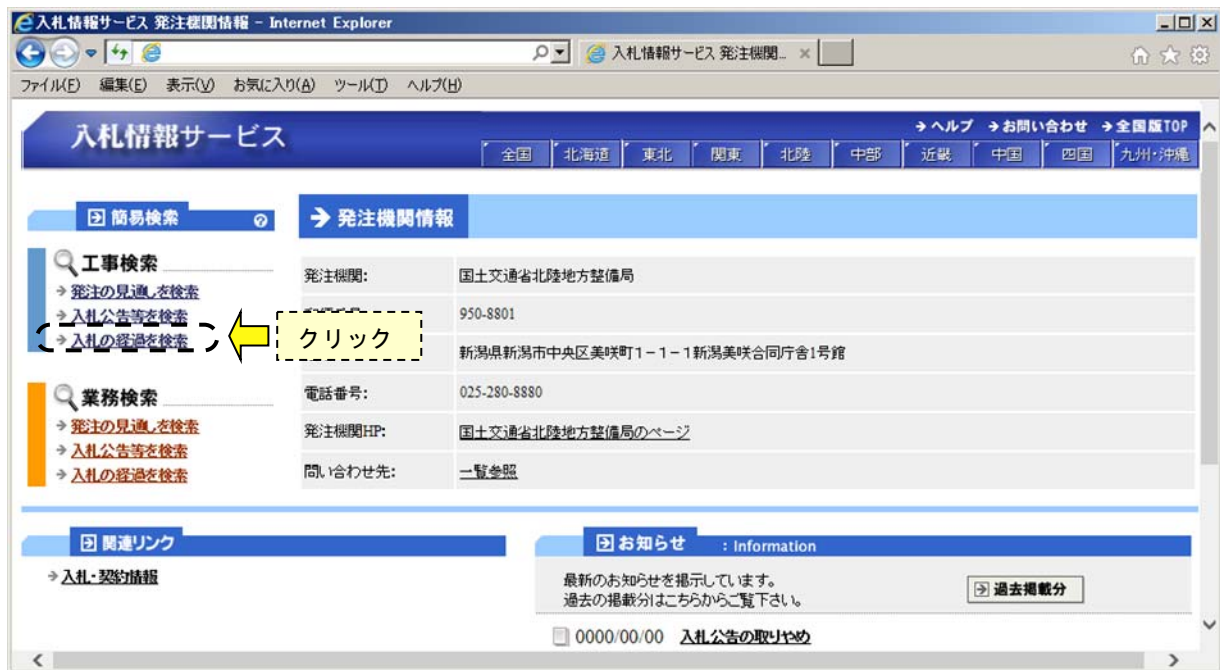 入札情報サービス 発注機関情報 - Internet Explorer
入札情報サービス 発注機関...
ファイル(F) 編集(E) 表示(V) お気に入り(A) ツール(T) ヘルプ(H)
入札情報サービス
ヘルプ お問い合わせ 全国版TOP
全国 北海道 東北 関東 北陸 中部 近畿 中国 四国 九州・沖縄
簡易検索
発注機関情報
工事検索
発注の見通しを検索
入札公告等を検索
入札の経過を検索
クリック
業務検索
発注の見通しを検索
入札公告等を検索
入札の経過を検索
発注機関: 国土交通省北陸地方整備局
950-8801
新潟県新潟市中央区美咲町1-1-1新潟美咲合同庁舎1号館
電話番号: 025-280-8880
発注機関HP: 国土交通省北陸地方整備局のページ
問い合わせ先: 一覧参照
関連リンク
入札・契約情報
お知らせ : Information
最新のお知らせを掲示しています。
過去の掲載分はこちらからご覧下さい。
過去掲載分
0000/00/00 入札公告の取りやめ